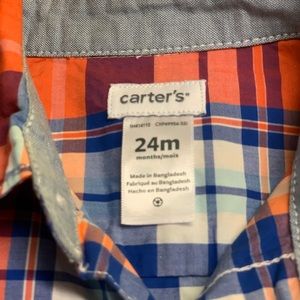 carter's
24m
months/mois
Made in Bangladesh
Fabriqué au Bangladesh
Hecho en Bangladesh